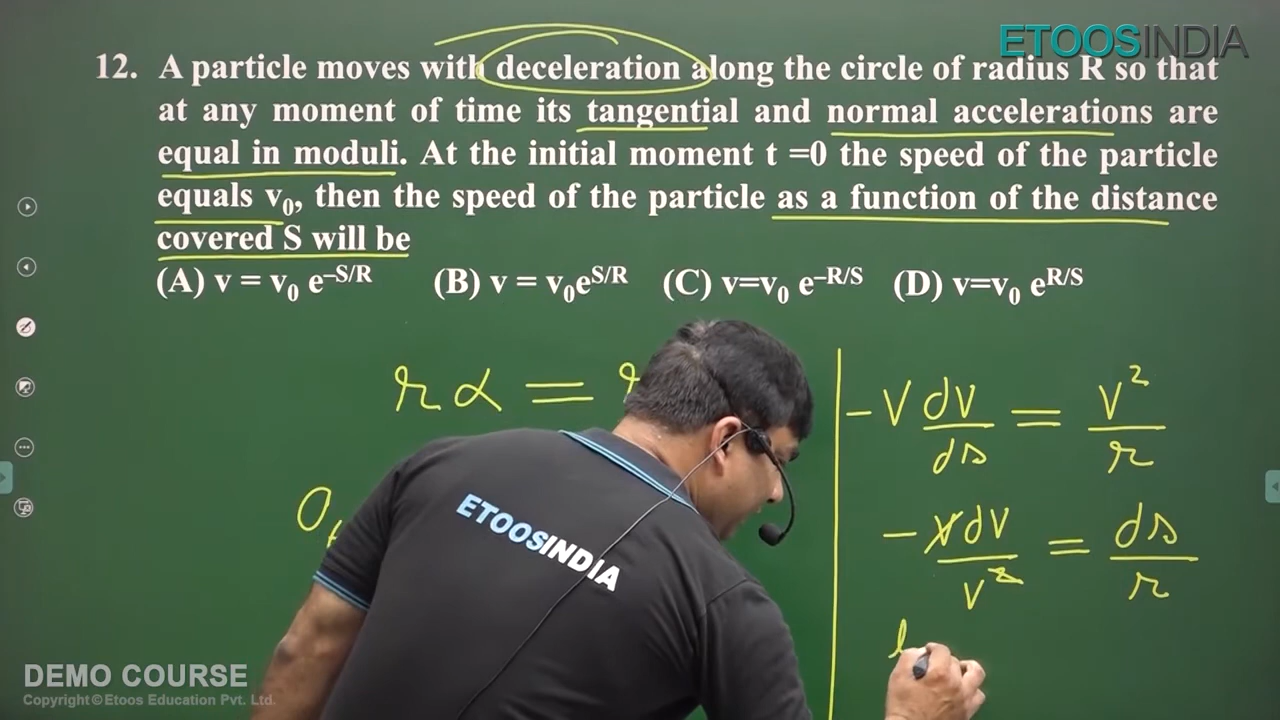 ETOOSINDIA
12. A particle moves with deceleration along the circle of radius R so that
at any moment of time its tangential and normal accelerations are
equal in moduli. At the initial moment t =0 the speed of the particle
equals v₀, then the speed of the particle as a function of the distance
covered S will be
(A) v = v₀ e^–S/R (B) v = v₀e^S/R (C) v=v₀ e^–R/S (D) v=v₀ e^R/S
r α =
-V dv/ds = V²/r
-v dv/v² = ds/r
ETOOSINDIA
DEMO COURSE
Copyright©Etoos Education Pvt. Ltd.